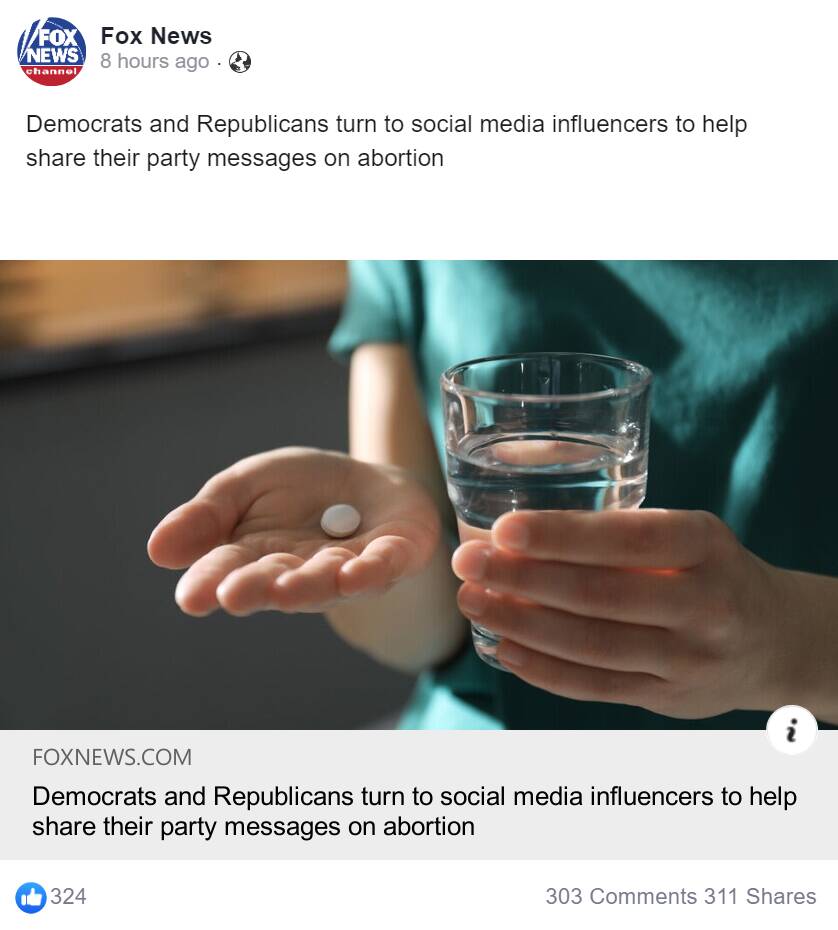 FOX
NEWS
channel
Fox News
8 hours ago ·
Democrats and Republicans turn to social media influencers to help
share their party messages on abortion
i
FOXNEWS.COM
Democrats and Republicans turn to social media influencers to help
share their party messages on abortion
324
303 Comments 311 Shares